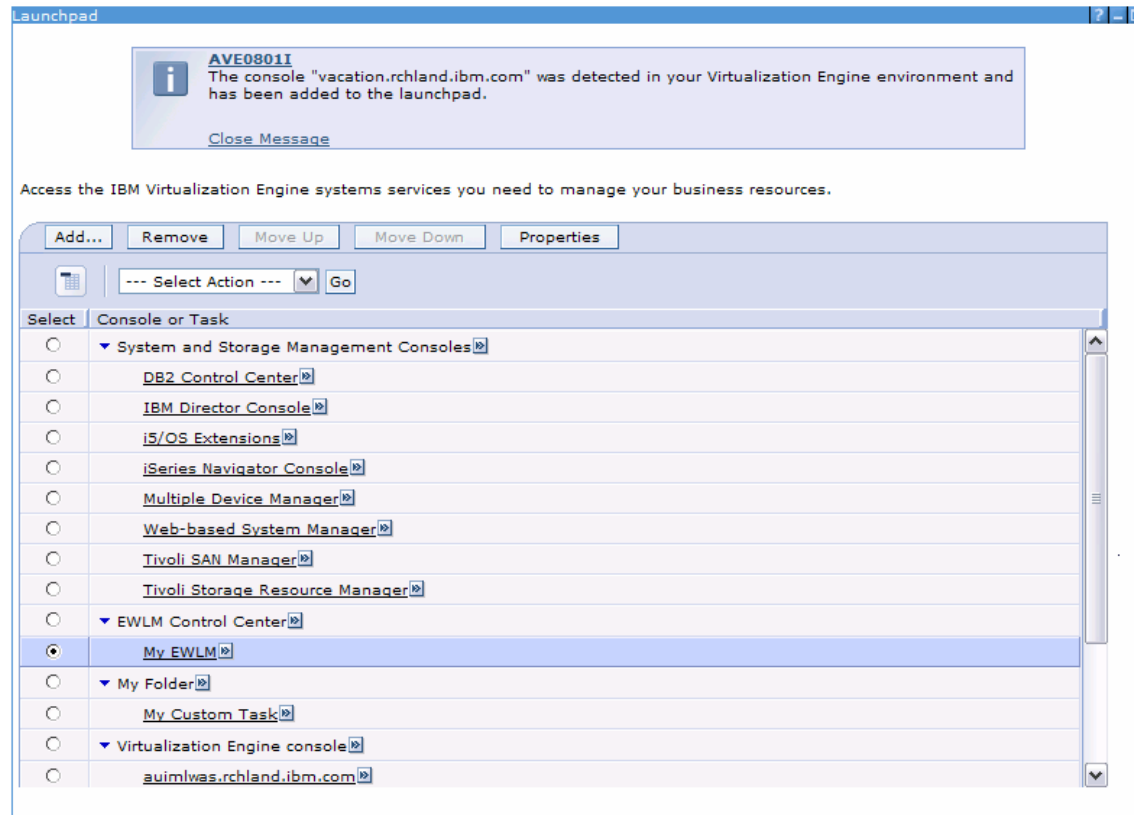 Launchpad
?
AVE0801I
The console "vacation.rchland.ibm.com" was detected in your Virtualization Engine environment and
has been added to the launchpad.
Close Message
Access the IBM Virtualization Engine systems services you need to manage your business resources.
Add... Remove Move Up Move Down Properties
--- Select Action --- Go
Select Console or Task
System and Storage Management Consoles
DB2 Control Center
IBM Director Console
i5/OS Extensions
iSeries Navigator Console
Multiple Device Manager
Web-based System Manager
Tivoli SAN Manager
Tivoli Storage Resource Manager
EWLM Control Center
My EWLM
My Folder
My Custom Task
Virtualization Engine console
auimlwas.rchland.ibm.com